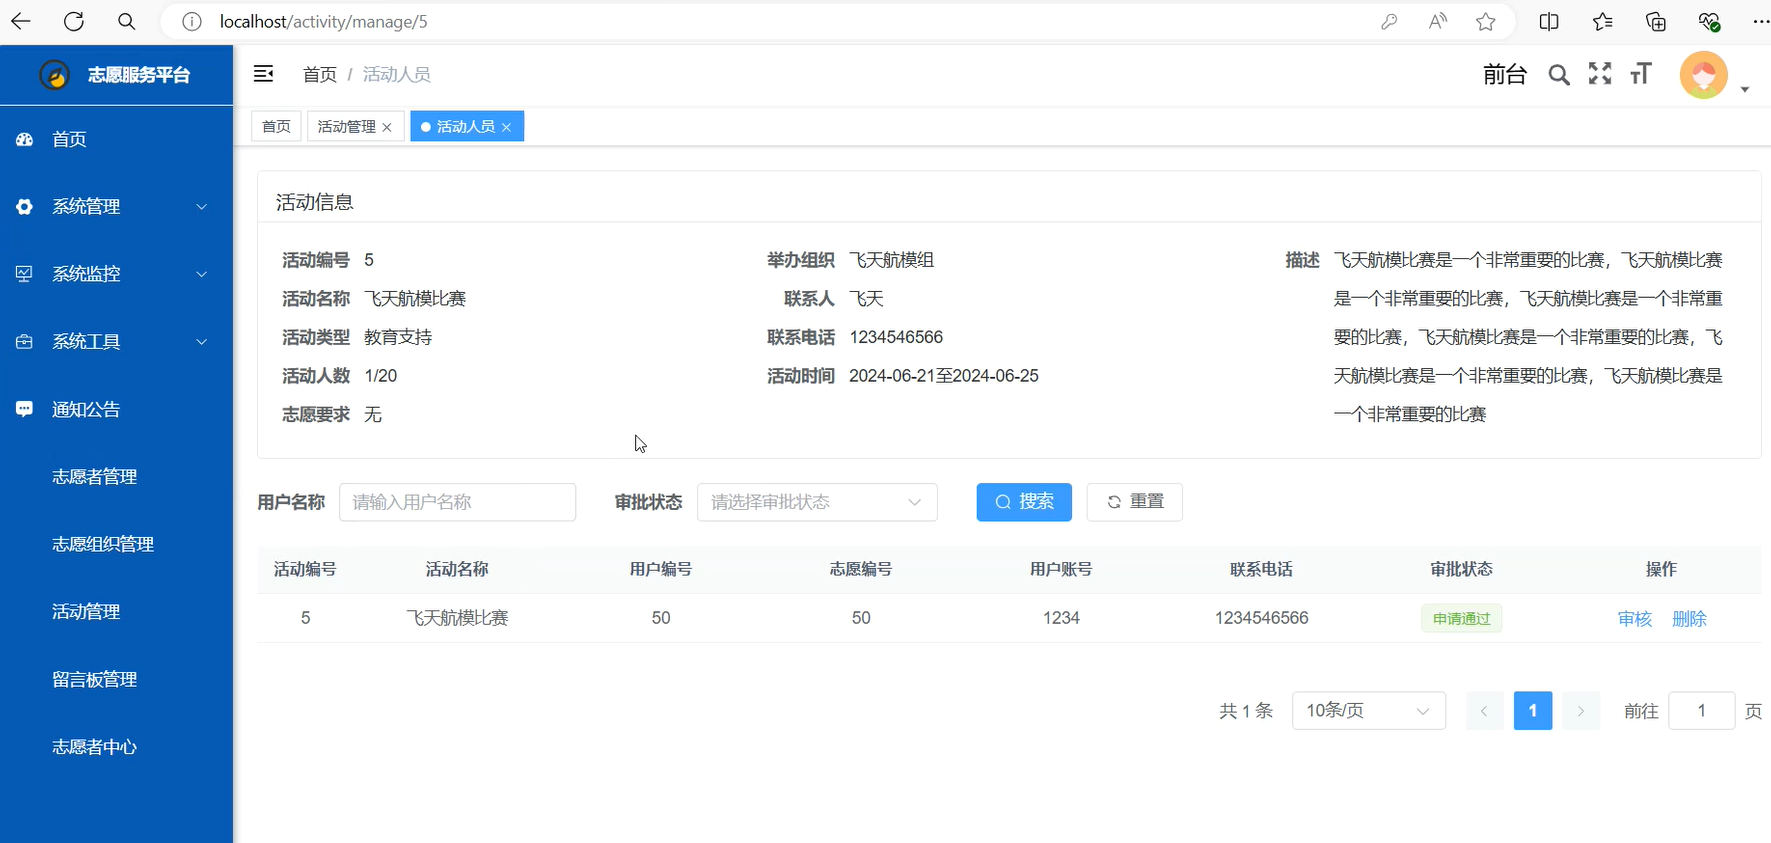 localhost/activity/manage/5
志愿服务平台
首页 / 活动人员
前台
首页
活动管理
活动人员
首页
系统管理
系统监控
系统工具
通知公告
志愿者管理
志愿组织管理
活动管理
留言板管理
志愿者中心
活动信息
活动编号 5
活动名称 飞天航模比赛
活动类型 教育支持
活动人数 1/20
志愿要求 无
举办组织 飞天航模组
联系人 飞天
联系电话 1234546566
活动时间 2024-06-21至2024-06-25
描述 飞天航模比赛是一个非常重要的比赛，飞天航模比赛
是一个非常重要的比赛，飞天航模比赛是一个非常重
要的比赛，飞天航模比赛是一个非常重要的比赛，飞
天航模比赛是一个非常重要的比赛，飞天航模比赛是
一个非常重要的比赛
用户名称 请输入用户名称 审批状态 请选择审批状态 搜索 重置
活动编号 活动名称 用户编号 志愿编号 用户账号 联系电话 审批状态 操作
5 飞天航模比赛 50 50 1234 1234546566 申请通过 审核 删除
共 1 条 10条/页 1 前往 1 页